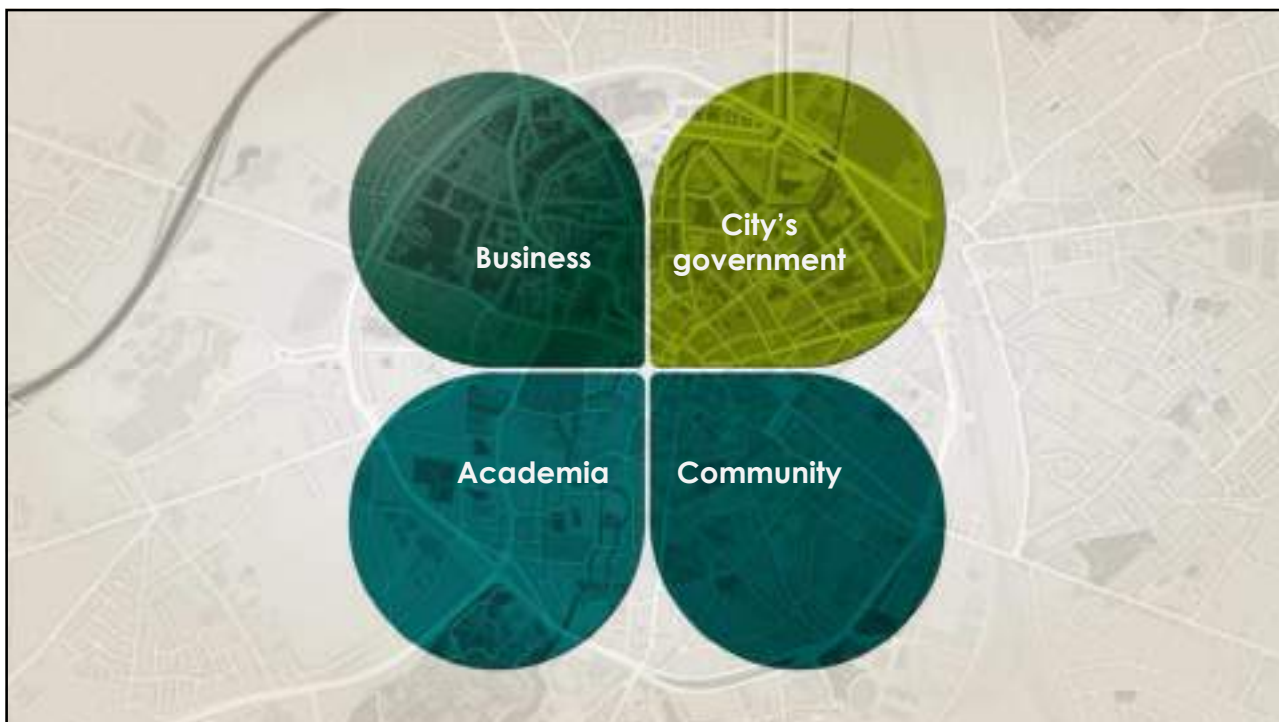 Business
City’s
government
Academia
Community